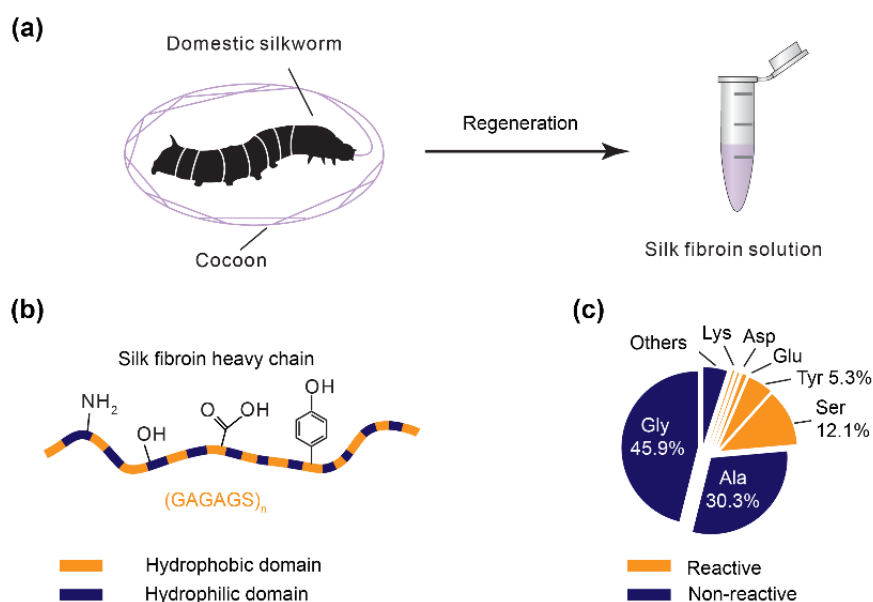 (a)
Domestic silkworm
Regeneration
Cocoon
Silk fibroin solution
(b)
Silk fibroin heavy chain
NH2
OH
O
OH
OH
(GAGAGS)n
Hydrophobic domain
Hydrophilic domain
(c)
Others
Lys
Asp
Glu
Tyr 5.3%
Ser
12.1%
Gly
45.9%
Ala
30.3%
Reactive
Non-reactive